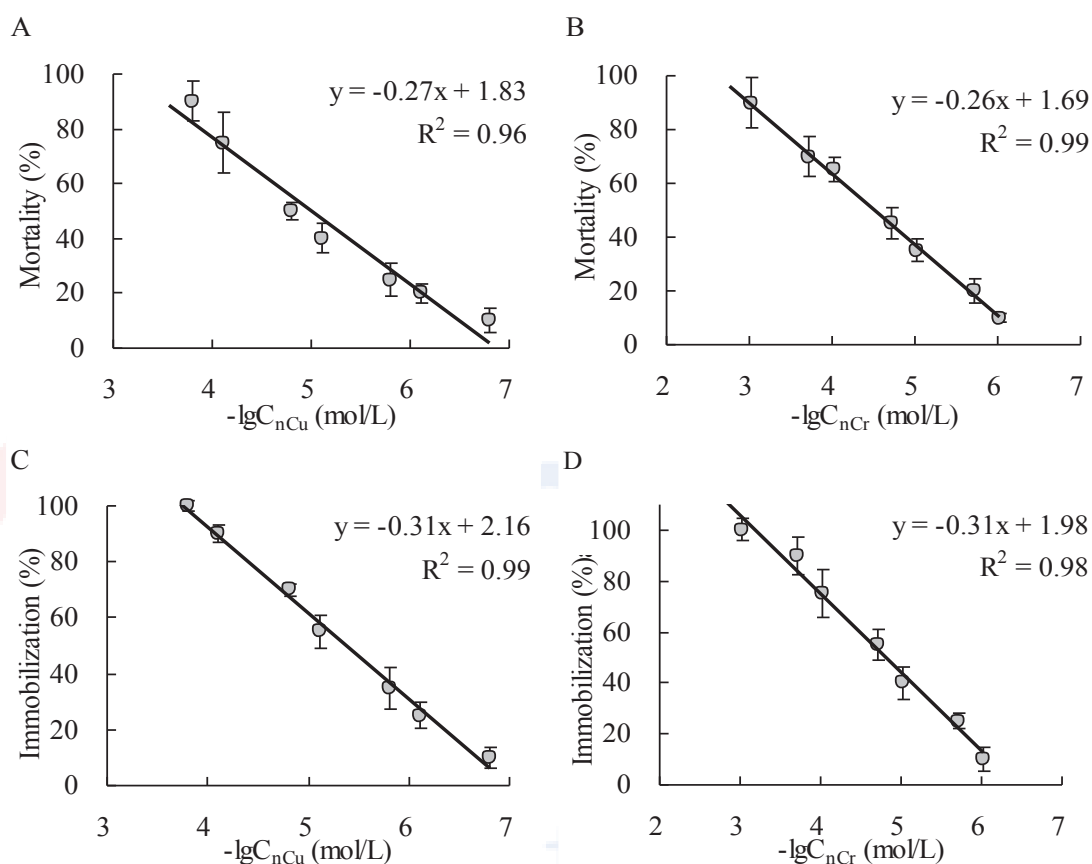 A
Mortality (%)
100
80
60
40
20
0
y = -0.27x + 1.83
R² = 0.96
3 4 5 6 7
-lgC_nCu (mol/L)
B
Mortality (%)
100
80
60
40
20
0
y = -0.26x + 1.69
R² = 0.99
2 3 4 5 6 7
-lgC_nCr (mol/L)
C
Immobilization (%)
100
80
60
40
20
0
y = -0.31x + 2.16
R² = 0.99
3 4 5 6 7
-lgC_nCu (mol/L)
D
Immobilization (%)
100
80
60
40
20
0
y = -0.31x + 1.98
R² = 0.98
2 3 4 5 6 7
-lgC_nCr (mol/L)